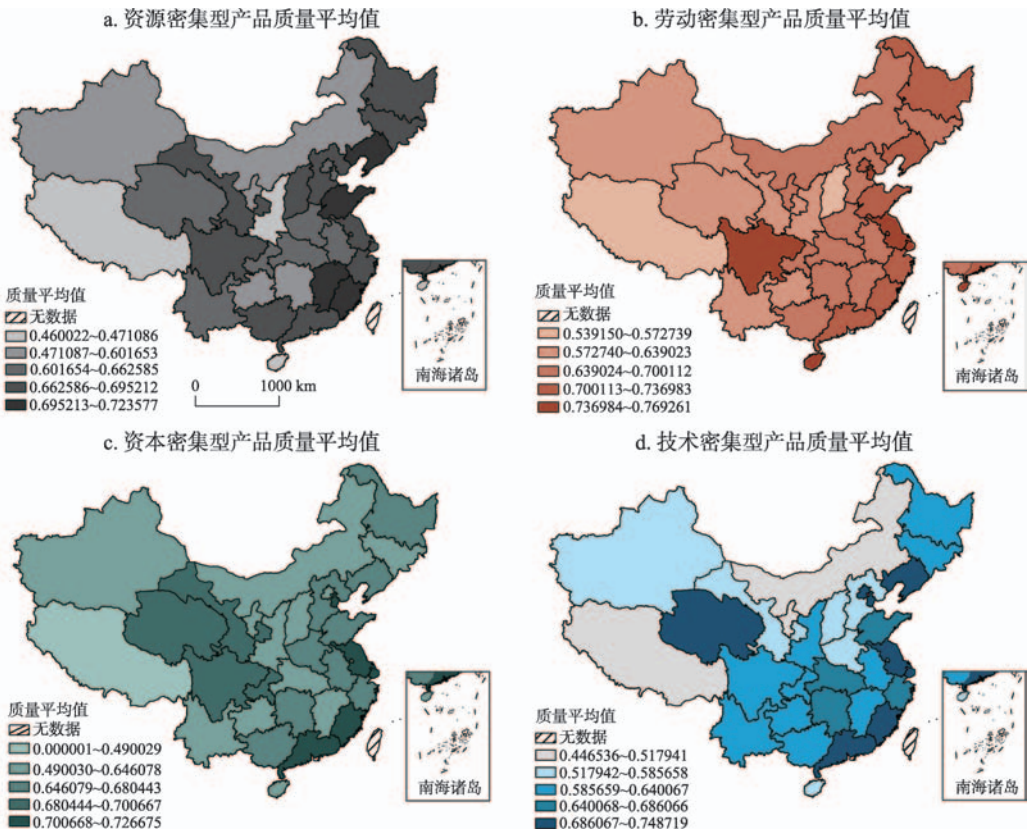 a. 资源密集型产品质量平均值
质量平均值
无数据
0.460022~0.471086
0.471087~0.601653
0.601654~0.662585
0.662586~0.695212
0.695213~0.723577
0 1000 km
南海诸岛
b. 劳动密集型产品质量平均值
质量平均值
无数据
0.539150~0.572739
0.572740~0.639023
0.639024~0.700112
0.700113~0.736983
0.736984~0.769261
南海诸岛
c. 资本密集型产品质量平均值
质量平均值
无数据
0.000001~0.490029
0.490030~0.646078
0.646079~0.680443
0.680444~0.700667
0.700668~0.726675
南海诸岛
d. 技术密集型产品质量平均值
质量平均值
无数据
0.446536~0.517941
0.517942~0.585658
0.585659~0.640067
0.640068~0.686066
0.686067~0.748719
南海诸岛